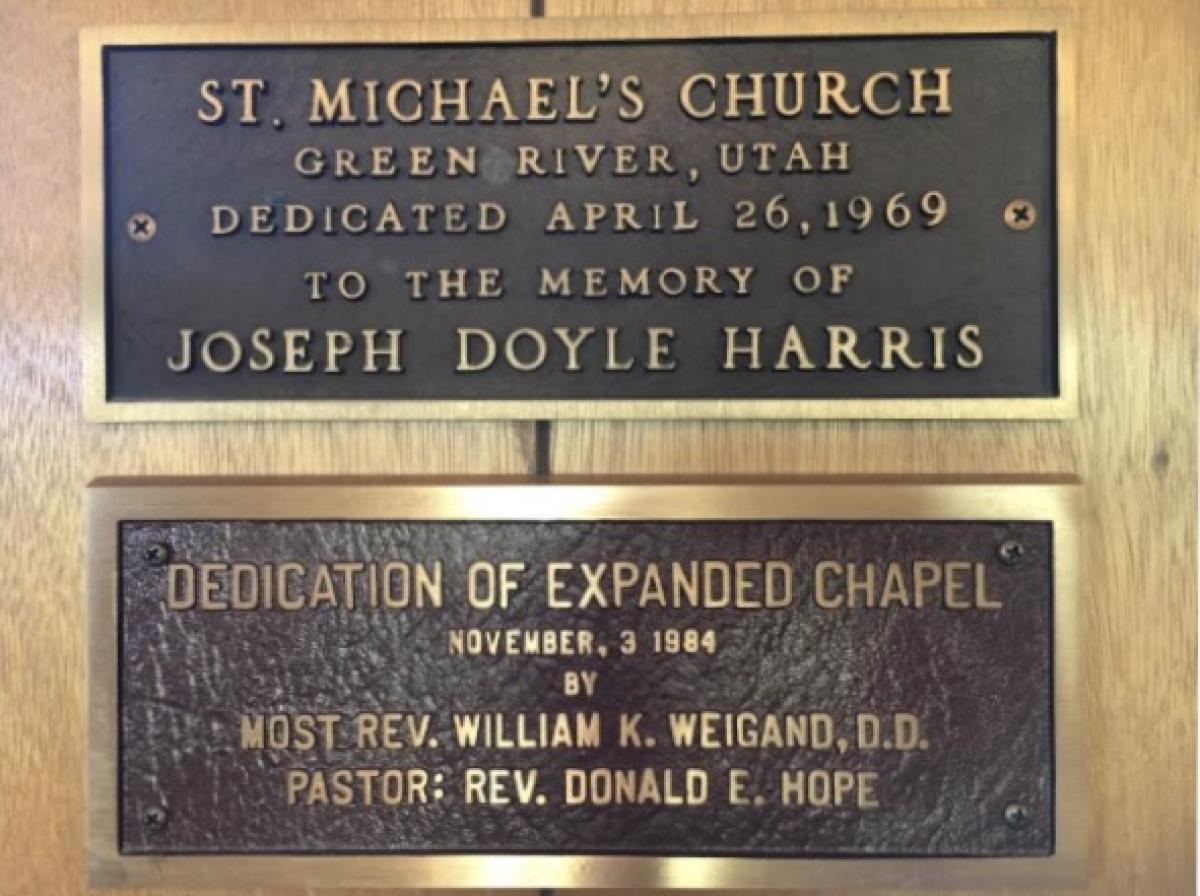 ST. MICHAEL'S CHURCH
GREEN RIVER, UTAH
DEDICATED APRIL 26, 1969
TO THE MEMORY OF
JOSEPH DOYLE HARRIS
DEDICATION OF EXPANDED CHAPEL
NOVEMBER, 3 1984
BY
MOST REV. WILLIAM K. WEIGAND, D.D.
PASTOR: REV. DONALD E. HOPE